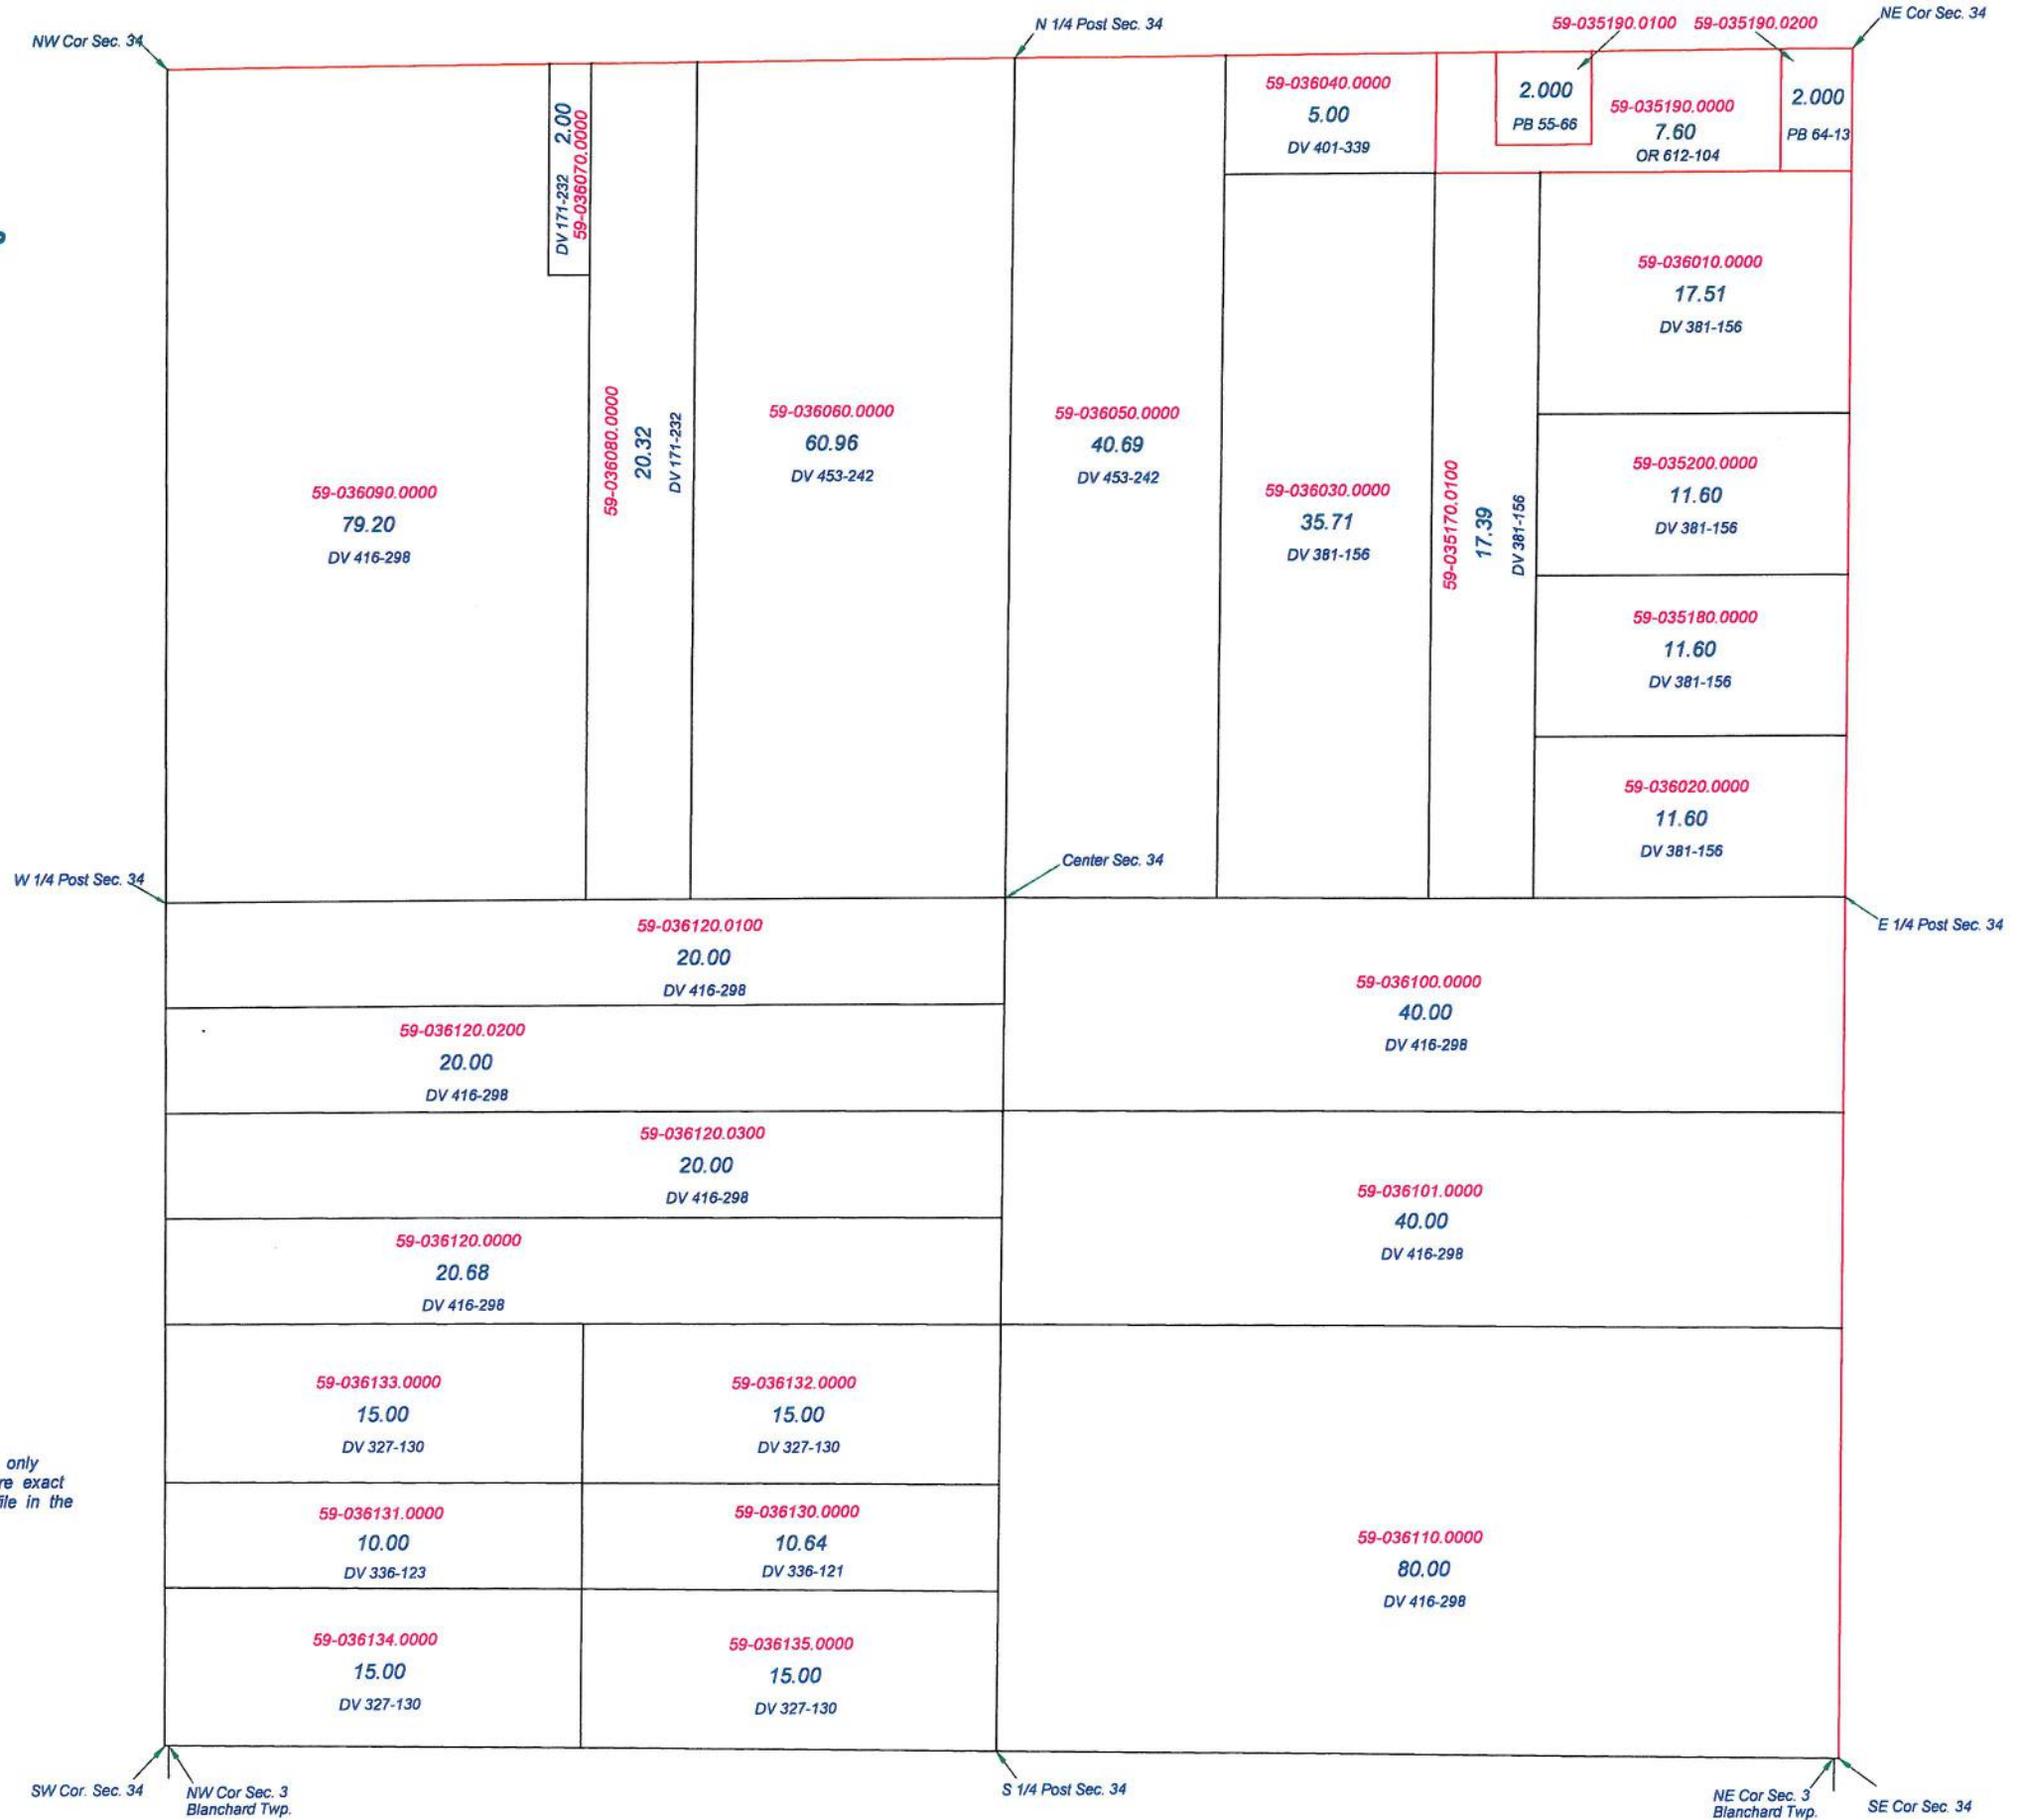 NW Cor Sec. 34
N 1/4 Post Sec. 34
59-035190.0100
59-035190.0200
NE Cor Sec. 34
DV 171-232 2.00
59-036070.0000
59-036040.0000
5.00
DV 401-339
2.000
PB 55-66
59-035190.0000
7.60
OR 612-104
2.000
PB 64-13
59-036010.0000
17.51
DV 381-156
59-036090.0000
79.20
DV 416-298
59-036080.0000
20.32
DV 171-232
59-036060.0000
60.96
DV 453-242
59-036050.0000
40.69
DV 453-242
59-036030.0000
35.71
DV 381-156
59-035170.0100
17.39
DV 381-156
59-035200.0000
11.60
DV 381-156
59-035180.0000
11.60
DV 381-156
59-036020.0000
11.60
DV 381-156
W 1/4 Post Sec. 34
Center Sec. 34
E 1/4 Post Sec. 34
59-036120.0100
20.00
DV 416-298
59-036120.0200
20.00
DV 416-298
59-036100.0000
40.00
DV 416-298
59-036120.0300
20.00
DV 416-298
59-036120.0000
20.68
DV 416-298
59-036101.0000
40.00
DV 416-298
59-036133.0000
15.00
DV 327-130
59-036132.0000
15.00
DV 327-130
only
re exact
ile in the
59-036131.0000
10.00
DV 336-123
59-036130.0000
10.64
DV 336-121
59-036110.0000
80.00
DV 416-298
59-036134.0000
15.00
DV 327-130
59-036135.0000
15.00
DV 327-130
SW Cor. Sec. 34
NW Cor Sec. 3
Blanchard Twp.
S 1/4 Post Sec. 34
NE Cor Sec. 3
Blanchard Twp.
SE Cor Sec. 34